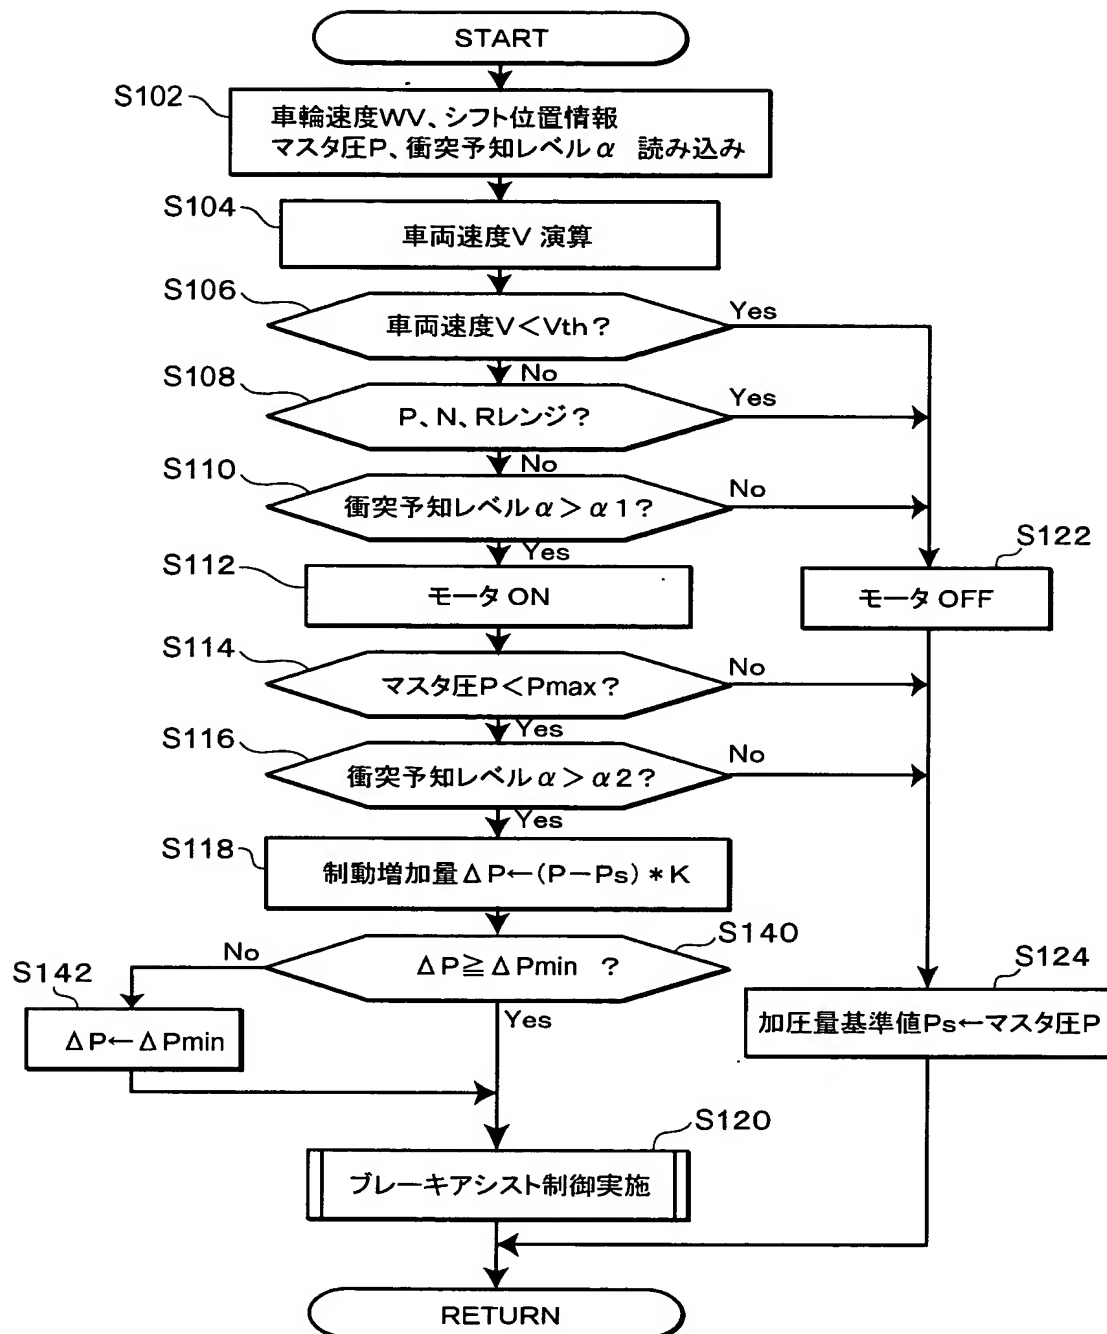 START
S102
車輪速度WV、シフト位置情報
マスタ圧P、衝突予知レベルα 読み込み
S104
車両速度V 演算
S106
車両速度V<Vth?
Yes
No
S108
P、N、Rレンジ?
Yes
No
S110
衝突予知レベルα>α1?
No
Yes
S112
モータON
S122
モータOFF
S114
マスタ圧P<Pmax?
No
Yes
S116
衝突予知レベルα>α2?
No
Yes
S118
制動増加量ΔP←(P-Ps)*K
S140
ΔP≧ΔPmin ?
No
Yes
S142
ΔP←ΔPmin
S124
加圧量基準値Ps←マスタ圧P
S120
ブレーキアシスト制御実施
RETURN